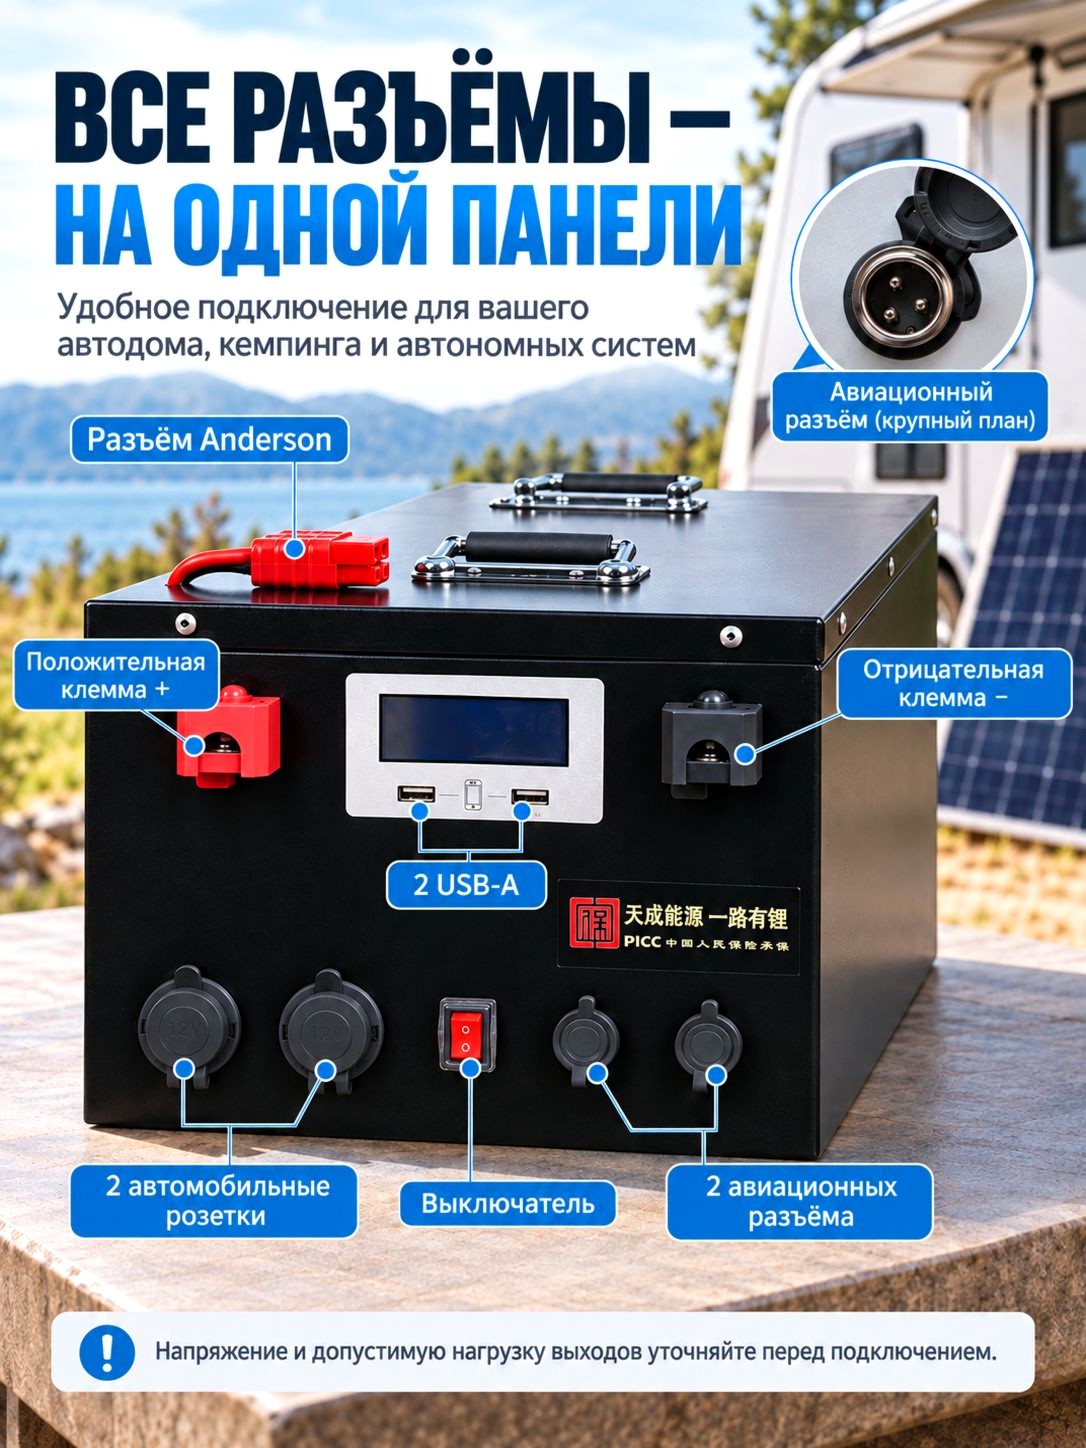 ВСЕ РАЗЪЁМЫ –
НА ОДНОЙ ПАНЕЛИ
Удобное подключение для вашего
автодома, кемпинга и автономных систем
Авиационный
разъём (крупный план)
Разъём Anderson
Положительная
клемма +
Отрицательная
клемма –
2 USB-A
天成能源 一路有锂
PICC 中国人民保险承保
12V
12V
2 автомобильные
розетки
Выключатель
2 авиационных
разъёма
Напряжение и допустимую нагрузку выходов уточняйте перед подключением.